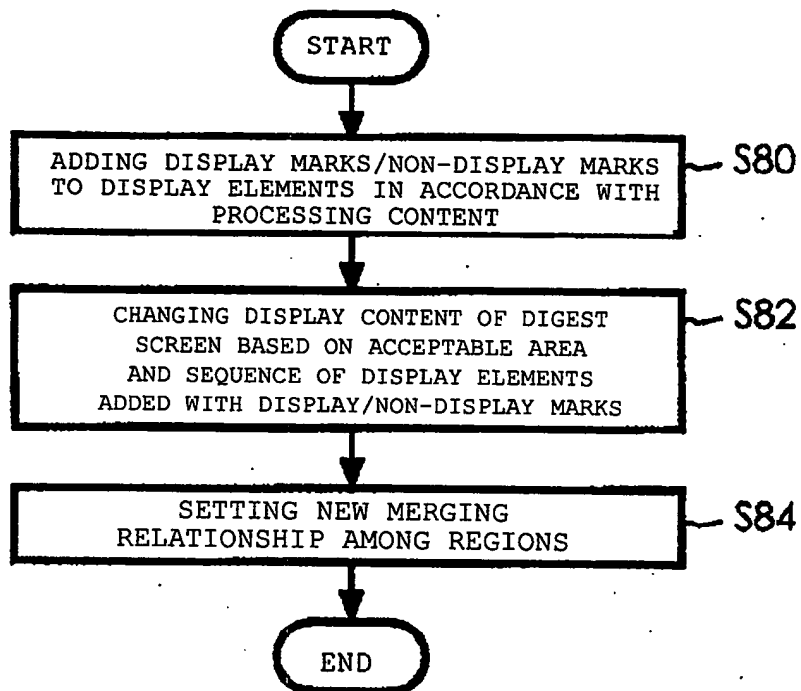 START
ADDING DISPLAY MARKS/NON-DISPLAY MARKS
TO DISPLAY ELEMENTS IN ACCORDANCE WITH
PROCESSING CONTENT
S80
CHANGING DISPLAY CONTENT OF DIGEST
SCREEN BASED ON ACCEPTABLE AREA
AND SEQUENCE OF DISPLAY ELEMENTS
ADDED WITH DISPLAY/NON-DISPLAY MARKS
S82
SETTING NEW MERGING
RELATIONSHIP AMONG REGIONS
S84
END